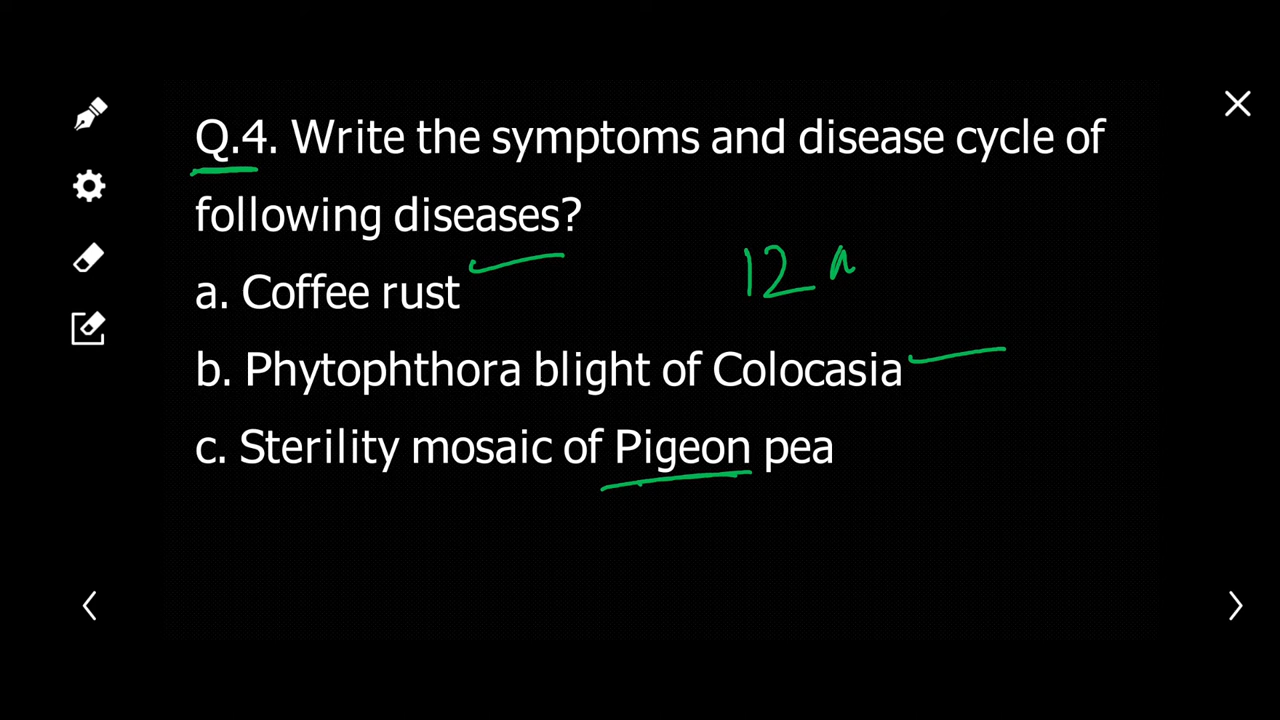 Q.4. Write the symptoms and disease cycle of
following diseases?
12
a. Coffee rust
b. Phytophthora blight of Colocasia
c. Sterility mosaic of Pigeon pea